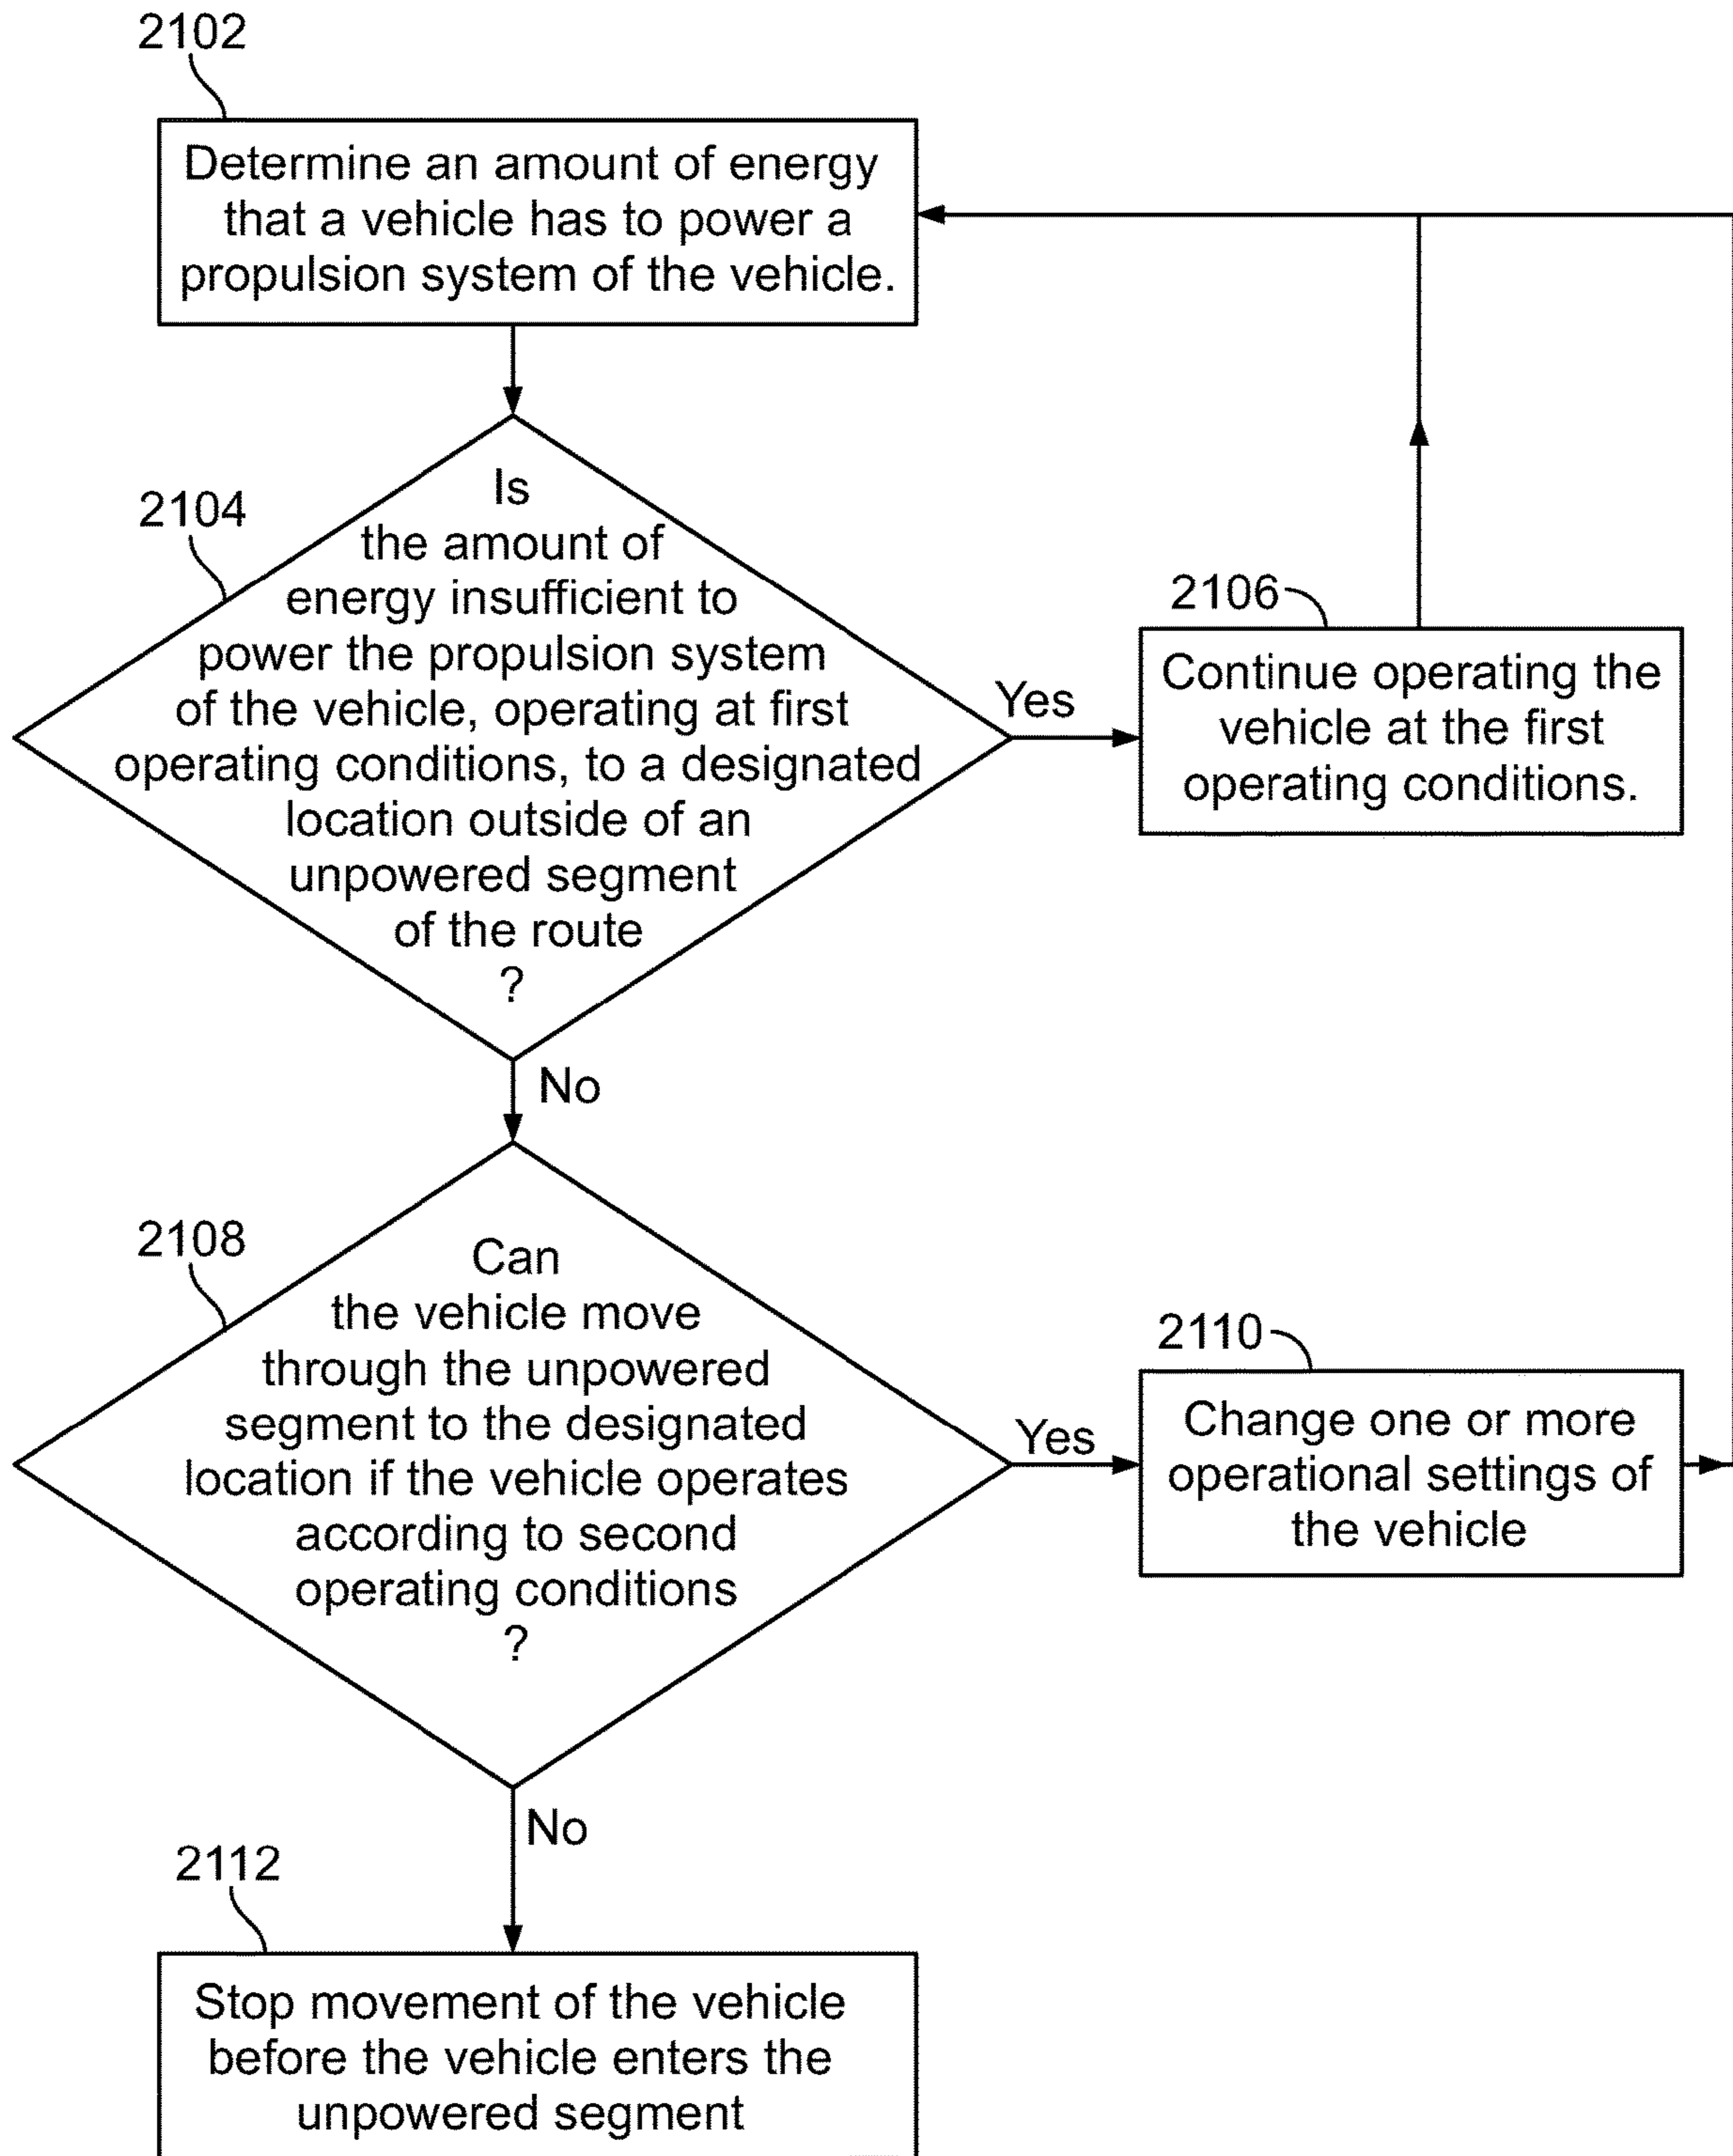 2102
Determine an amount of energy
that a vehicle has to power a
propulsion system of the vehicle.
2104
Is
the amount of
energy insufficient to
power the propulsion system
of the vehicle, operating at first
operating conditions, to a designated
location outside of an
unpowered segment
of the route
?
Yes
2106
Continue operating the
vehicle at the first
operating conditions.
No
2108
Can
the vehicle move
through the unpowered
segment to the designated
location if the vehicle operates
according to second
operating conditions
?
Yes
2110
Change one or more
operational settings of
the vehicle
No
2112
Stop movement of the vehicle
before the vehicle enters the
unpowered segment